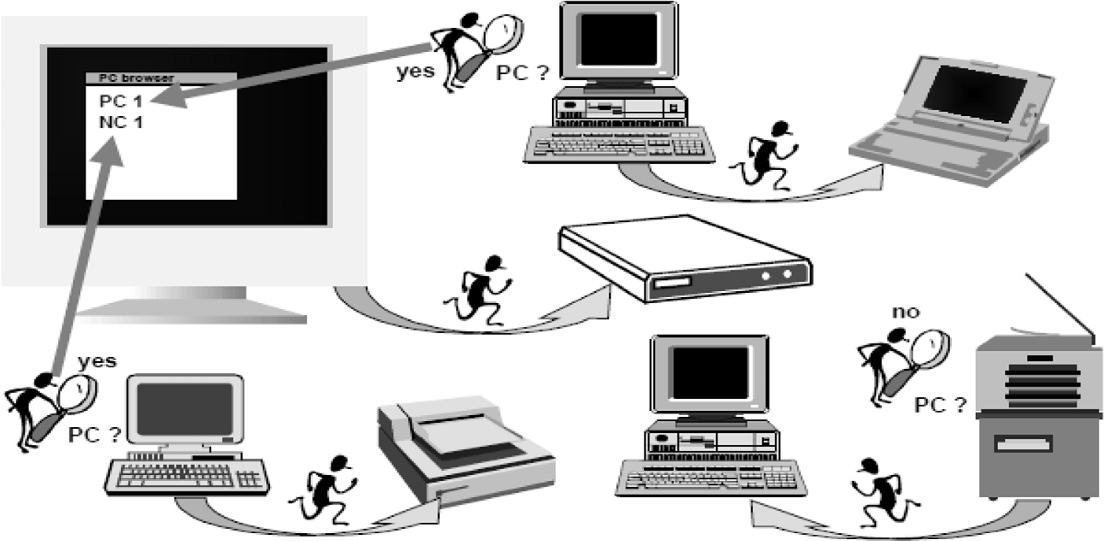 PC browser
PC 1
NC 1
yes
PC ?
no
PC ?
yes
PC ?